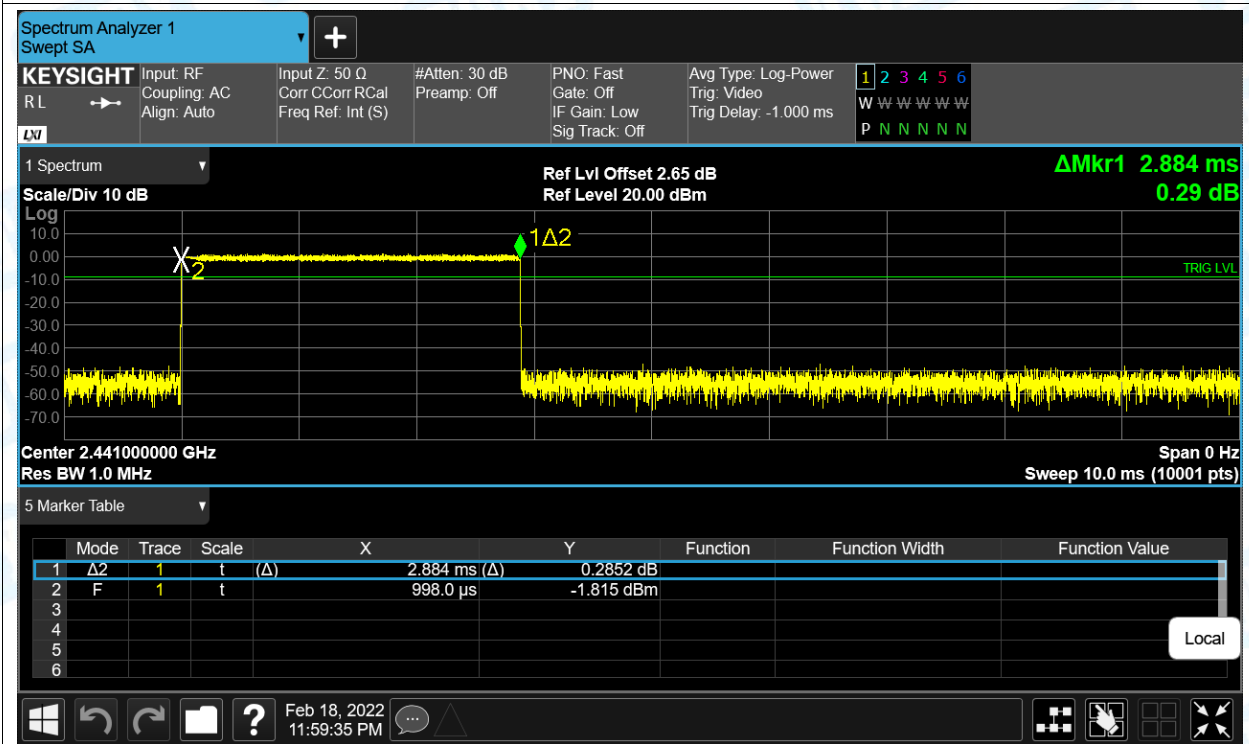 Spectrum Analyzer 1
Swept SA
KEYSIGHT
R L
LXI
Input: RF
Coupling: AC
Align: Auto
Input Z: 50 Ω
Corr CCorr RCal
Freq Ref: Int (S)
#Atten: 30 dB
Preamp: Off
PNO: Fast
Gate: Off
IF Gain: Low
Sig Track: Off
Avg Type: Log-Power
Trig: Video
Trig Delay: -1.000 ms
1 2 3 4 5 6
W W W W W W
P N N N N N
1 Spectrum
Scale/Div 10 dB
Ref Lvl Offset 2.65 dB
Ref Level 20.00 dBm
ΔMkr1 2.884 ms
0.29 dB
Log
10.0
0.00
-10.0
-20.0
-30.0
-40.0
-50.0
-60.0
-70.0
1Δ2
2
TRIG LVL
Center 2.441000000 GHz
Res BW 1.0 MHz
Span 0 Hz
Sweep 10.0 ms (10001 pts)
5 Marker Table
Mode Trace Scale X Y Function Function Width Function Value
1 Δ2 1 t (Δ) 2.884 ms (Δ) 0.2852 dB
2 F 1 t 998.0 µs -1.815 dBm
3
4
5
6
Local
?
Feb 18, 2022
11:59:35 PM